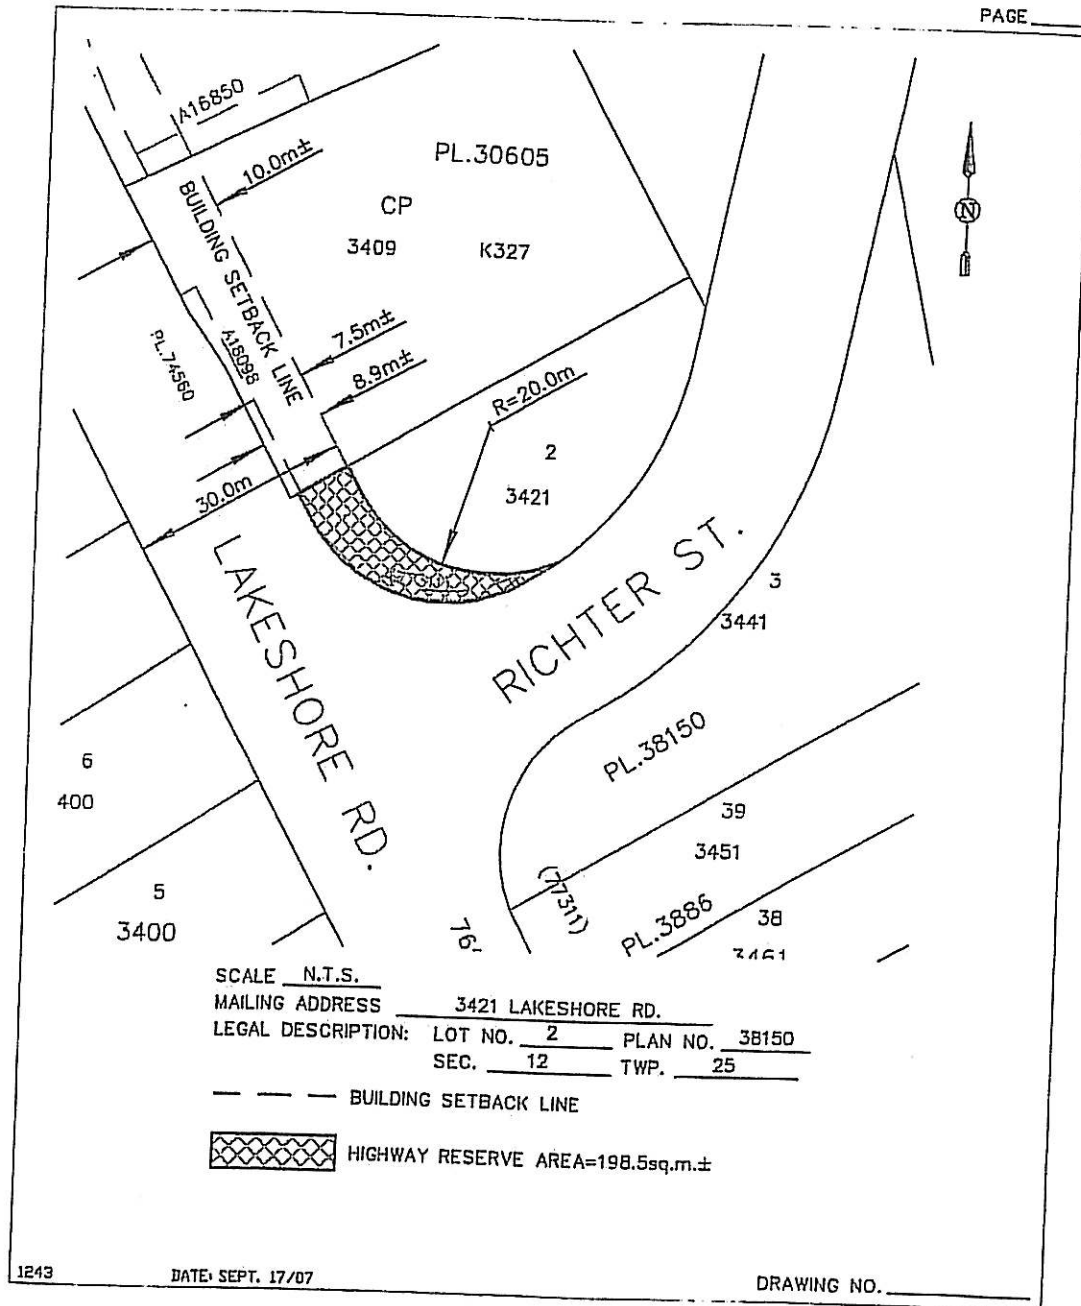 PAGE
A16850
10.0m±
PL.30605
N
BUILDING SETBACK LINE
CP
3409
K327
7.5m±
PL.74560
A18098
8.9m±
R=20.0m
2
3421
30.0m
LAKESHORE RD.
RICHTER ST.
3
3441
PL.38150
6
400
39
3451
5
3400
(77311)
76'
PL.3886
38
3461
SCALE N.T.S.
MAILING ADDRESS 3421 LAKESHORE RD.
LEGAL DESCRIPTION: LOT NO. 2 PLAN NO. 38150
SEC. 12 TWP. 25
BUILDING SETBACK LINE
HIGHWAY RESERVE AREA=198.5sq.m.±
1243
DATE: SEPT. 17/07
DRAWING NO.